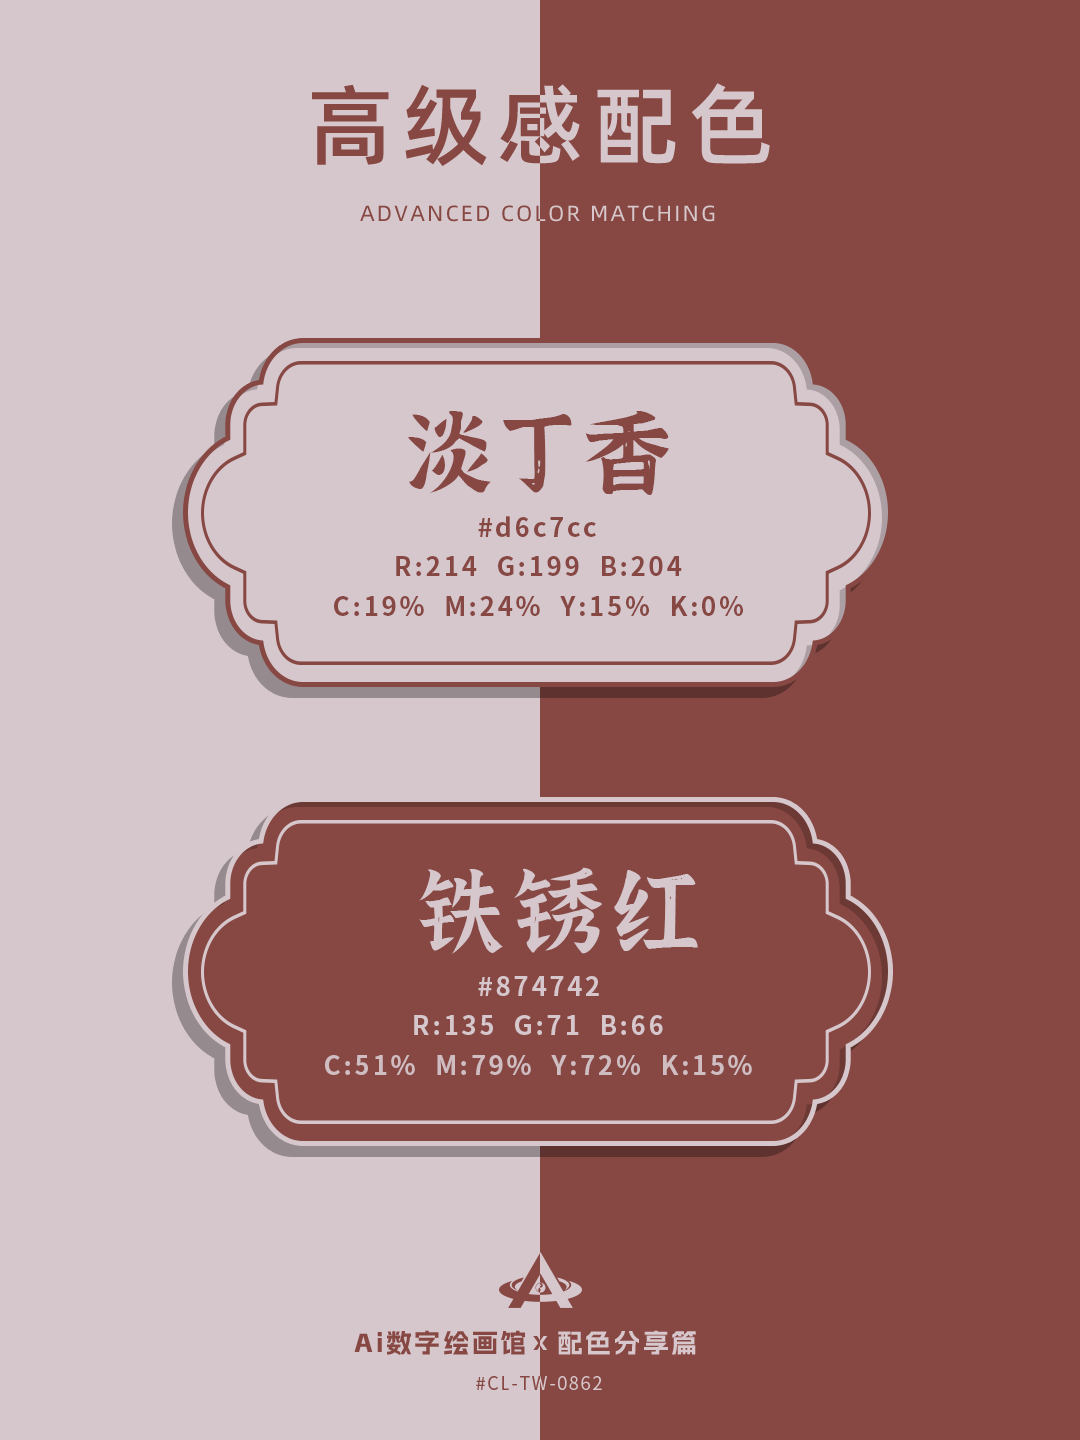 高级感配色
ADVANCED COLOR MATCHING
淡丁香
#d6c7cc
R:214 G:199 B:204
C:19% M:24% Y:15% K:0%
铁锈红
#874742
R:135 G:71 B:66
C:51% M:79% Y:72% K:15%
Ai数字绘画馆 x 配色分享篇
#CL-TW-0862